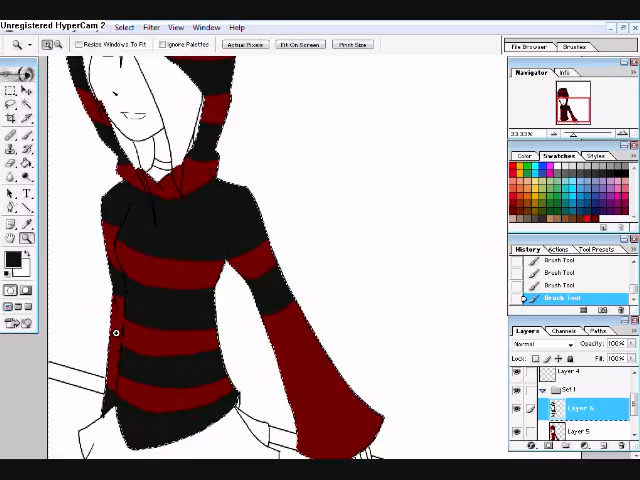 Unregistered HyperCam 2
Select Filter View Window Help
Resize Windows To Fit Ignore Palettes Actual Pixels Fit On Screen Print Size
File Browser Brushes
Navigator Info
33.33%
Color Swatches Styles
History Actions Tool Presets
Brush Tool
Brush Tool
Brush Tool
Brush Tool
Layers Channels Paths
Normal Opacity: 100%
Lock: Fill: 100%
Layer 4
Set 1
Layer 6
Layer 5